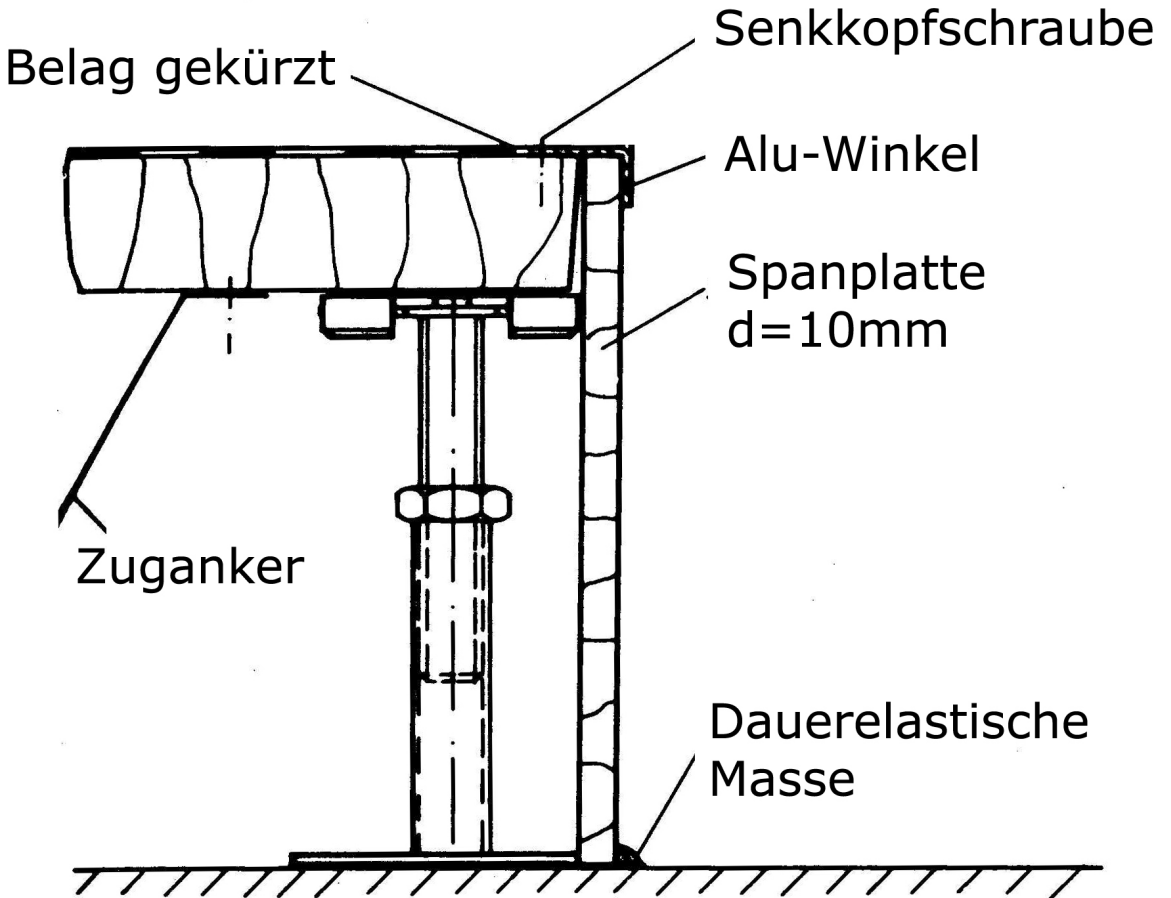 Senkkopfschraube
Belag gekürzt
Alu-Winkel
Spanplatte
d=10mm
Zuganker
Dauerelastische
Masse